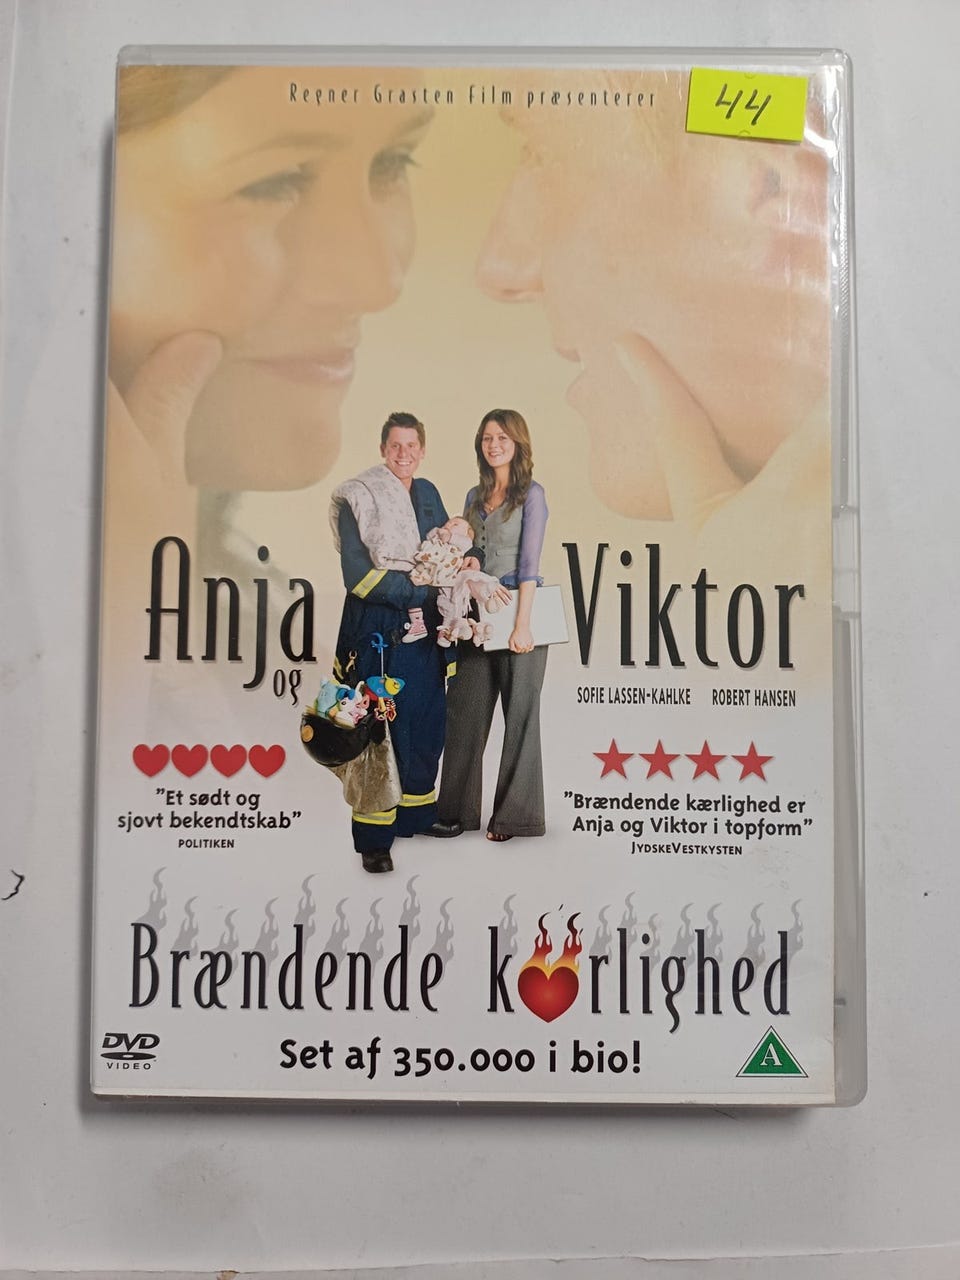 Regner Grasten Film præsenterer
44
Anja
og
Viktor
SOFIE LASSEN-KAHLKE ROBERT HANSEN
"Et sødt og
sjovt bekendtskab"
POLITIKEN
"Brændende kærlighed er
Anja og Viktor i topform"
JYDSKEVESTKYSTEN
Brændende kærlighed
Set af 350.000 i bio!
DVD
VIDEO
A